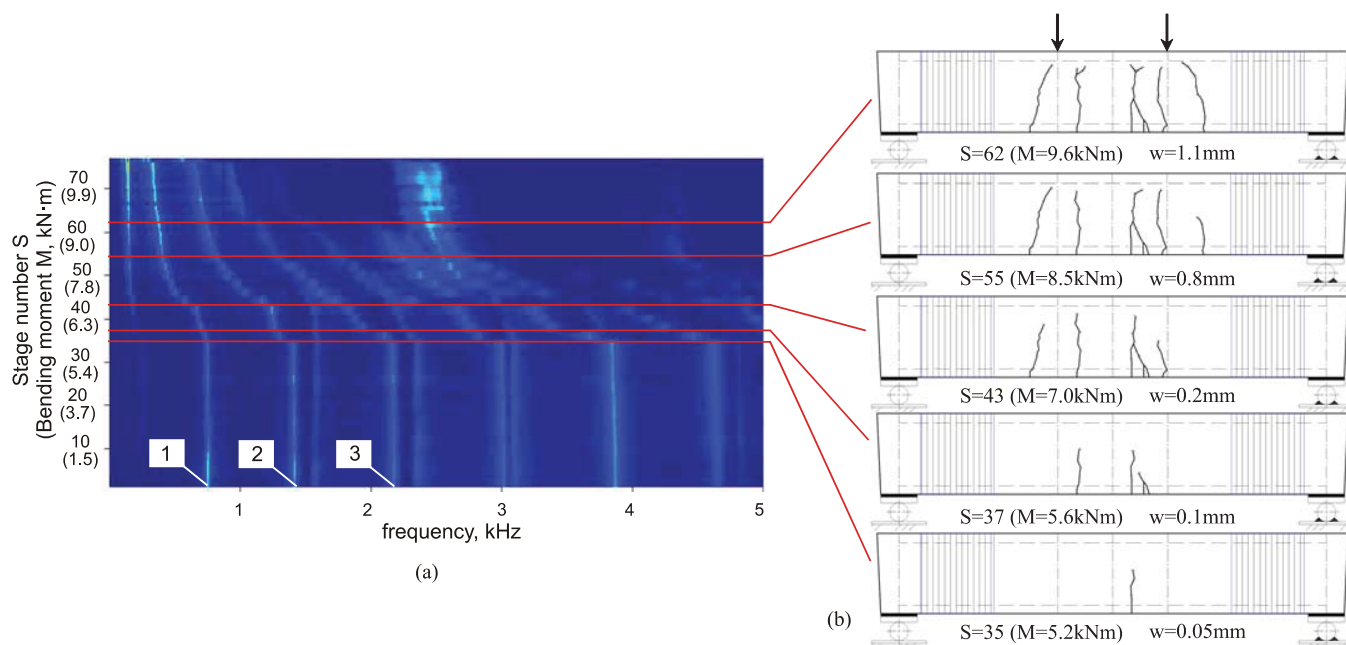 Stage number S
(Bending moment M, kN·m)
70
(9.9)
60
(9.0)
50
(7.8)
40
(6.3)
30
(5.4)
20
(3.7)
10
(1.5)
1
2
3
1
2
3
4
5
frequency, kHz
(a)
S=62 (M=9.6kNm) w=1.1mm
S=55 (M=8.5kNm) w=0.8mm
S=43 (M=7.0kNm) w=0.2mm
S=37 (M=5.6kNm) w=0.1mm
S=35 (M=5.2kNm) w=0.05mm
(b)